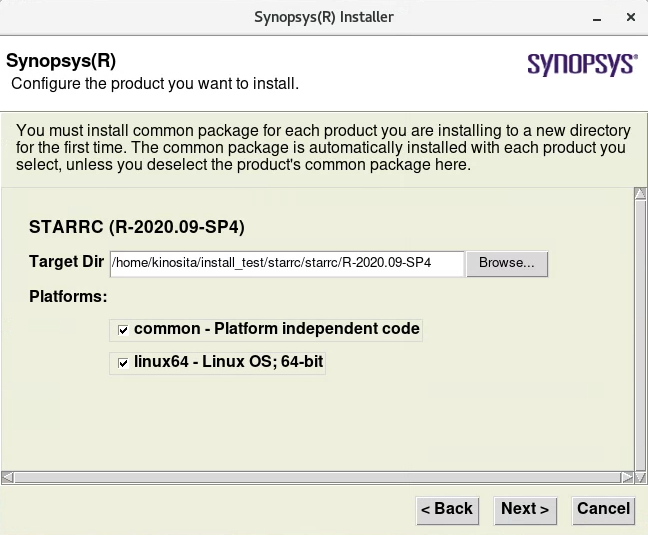 Synopsys(R) Installer
Synopsys(R)
Configure the product you want to install.
SYNOPSYS®
You must install common package for each product you are installing to a new directory
for the first time. The common package is automatically installed with each product you
select, unless you deselect the product's common package here.
STARRC (R-2020.09-SP4)
Target Dir /home/kinosita/install_test/starrc/starrc/R-2020.09-SP4 Browse...
Platforms:
common - Platform independent code
linux64 - Linux OS; 64-bit
< Back Next > Cancel